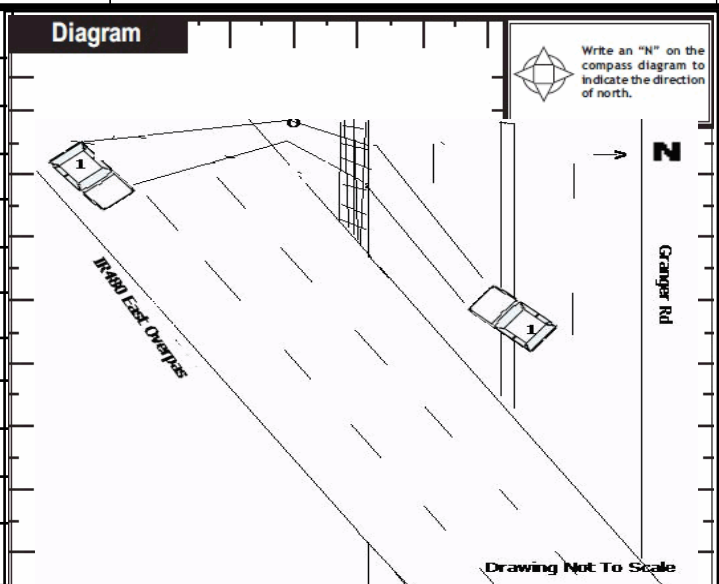 Diagram
Write an “N” on the
compass diagram to
indicate the direction
of north.
N
1
IR480 East Overpas
Granger Rd
1
Drawing Not To Scale